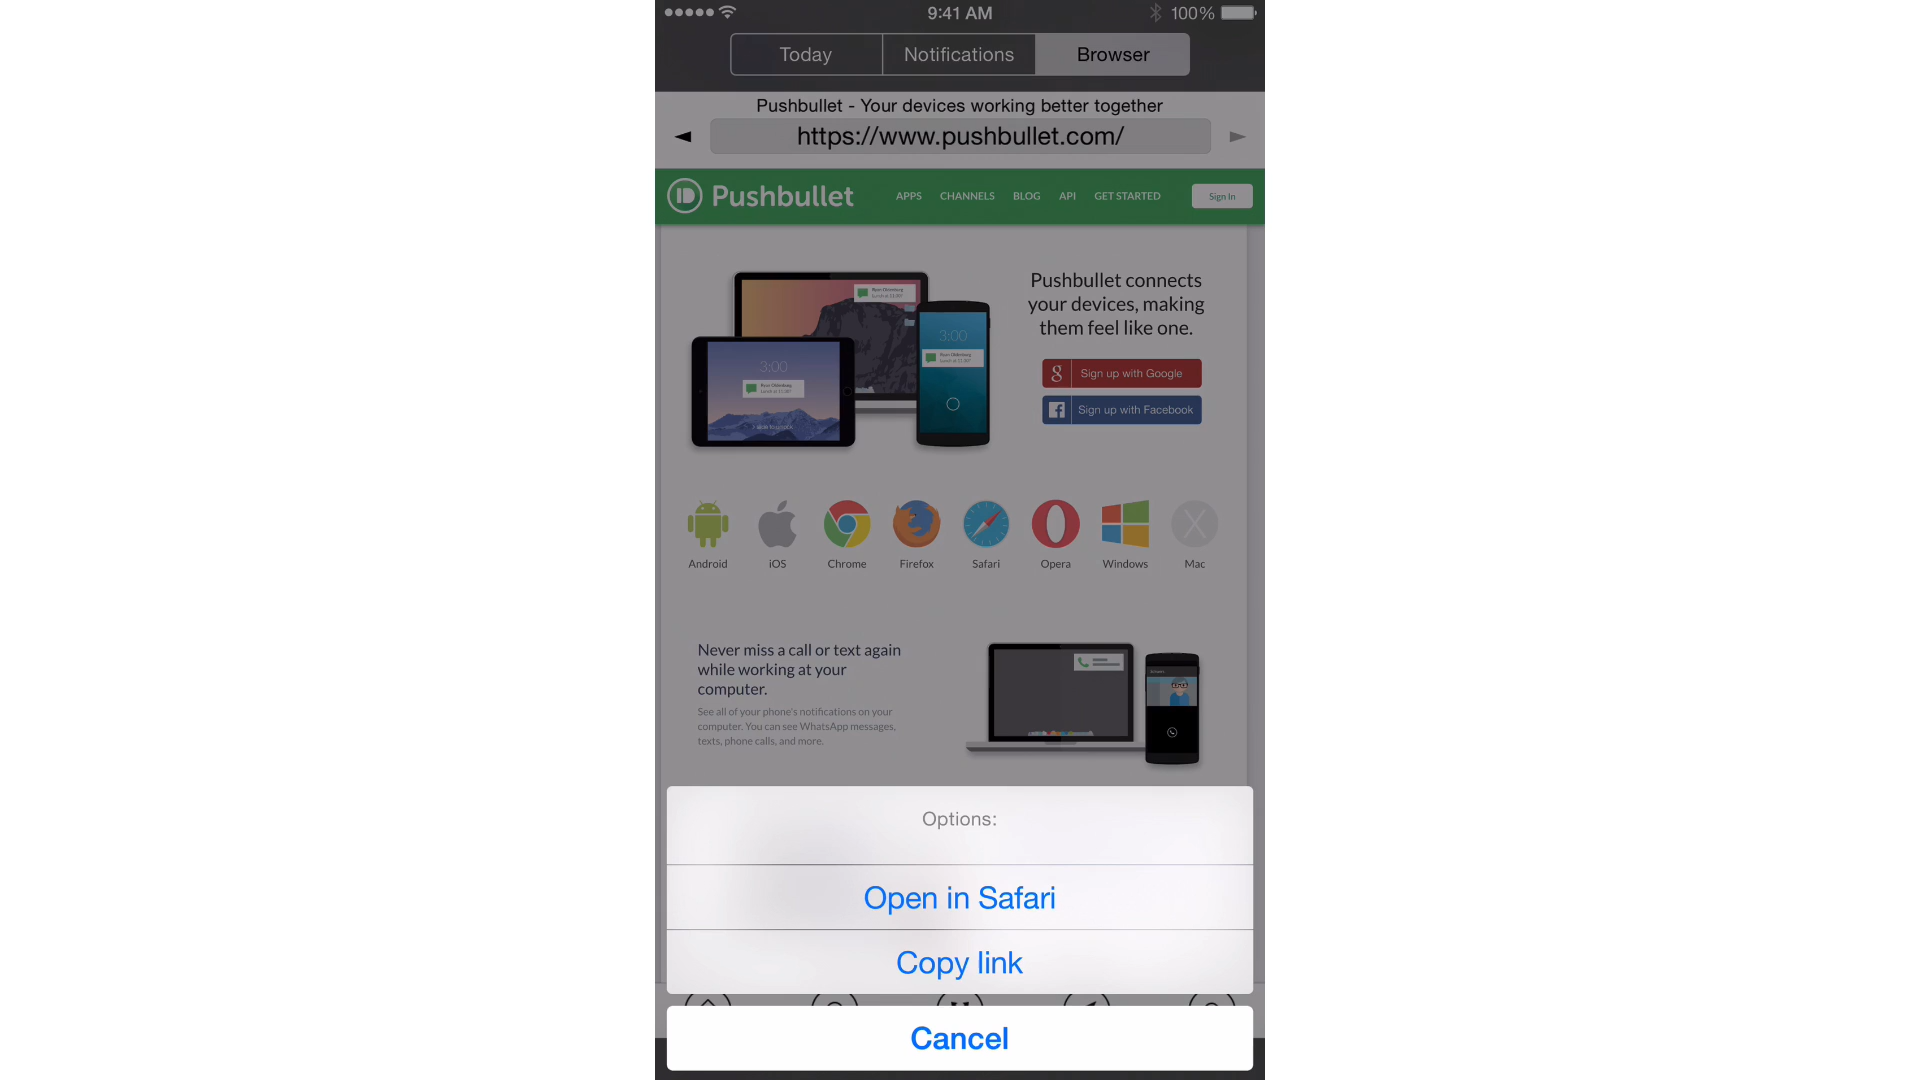 9:41 AM
100%
Today
Notifications
Browser
Pushbullet - Your devices working better together
https://www.pushbullet.com/
Pushbullet
APPS
CHANNELS
BLOG
API
GET STARTED
Sign In
Pushbullet connects
your devices, making
them feel like one.
Sign up with Google
Sign up with Facebook
3:00
3:00
Android
iOS
Chrome
Firefox
Safari
Opera
Windows
Mac
Never miss a call or text again
while working at your
computer.
See all of your phone's notifications on your
computer. You can see WhatsApp messages,
texts, phone calls, and more.
Options:
Open in Safari
Copy link
Cancel